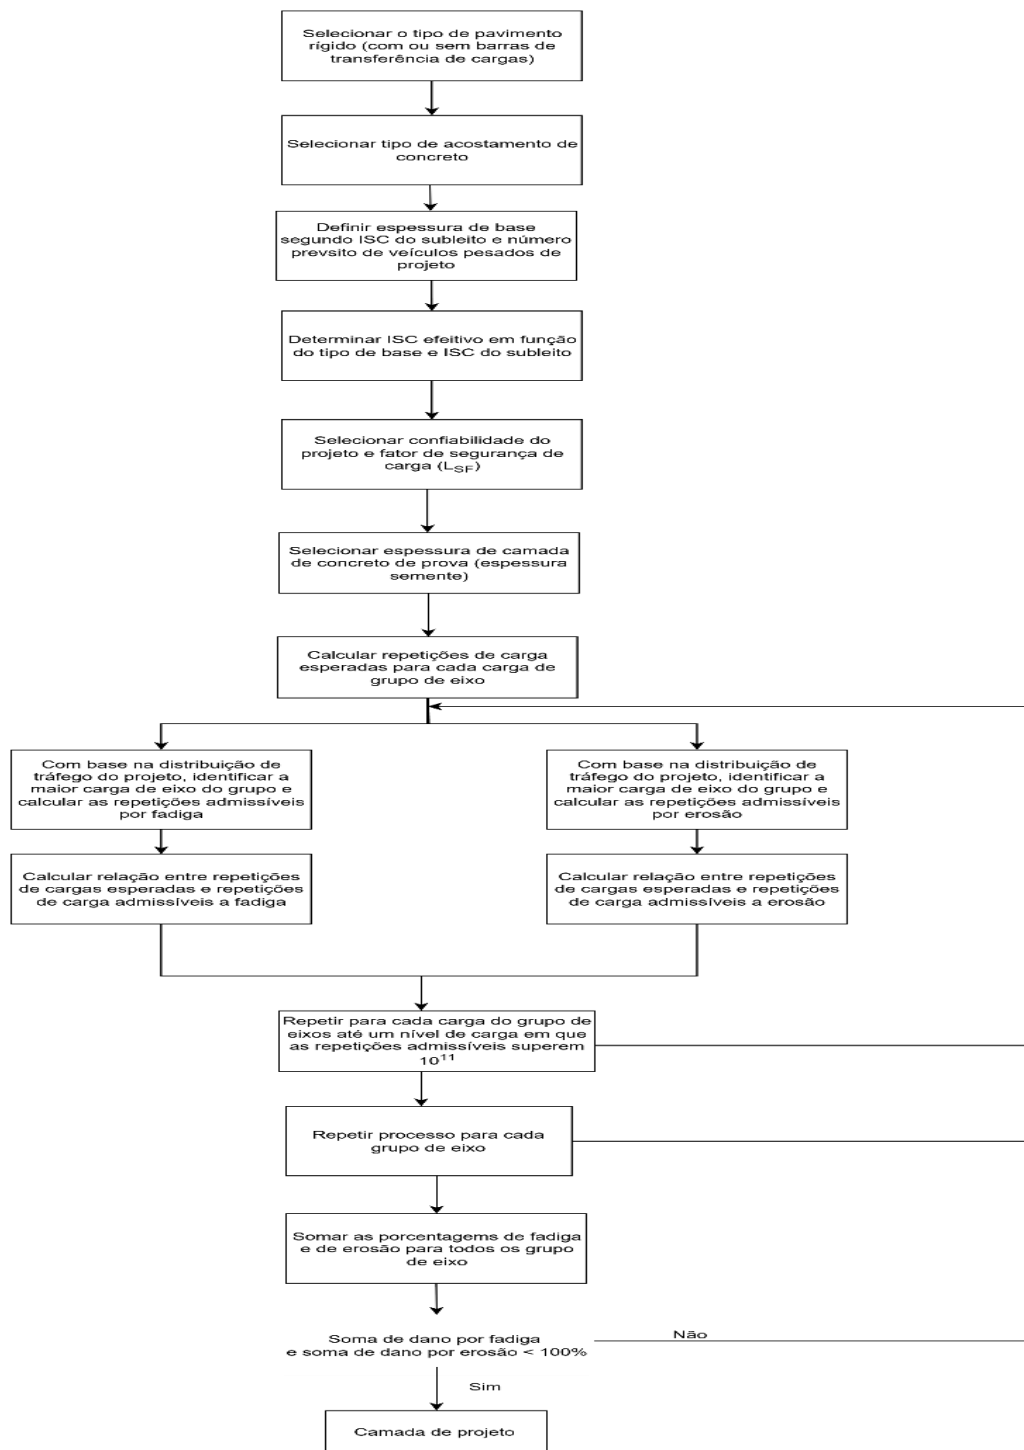 Selecionar o tipo de pavimento
rígido (com ou sem barras de
transferência de cargas)
Selecionar tipo de acostamento de
concreto
Definir espessura de base
segundo ISC do subleito e número
prevsito de veículos pesados de
projeto
Determinar ISC efeitivo em função
do tipo de base e ISC do subleito
Selecionar confiabilidade do
projeto e fator de segurança de
carga (LSF)
Selecionar espessura de camada
de concreto de prova (espessura
semente)
Calcular repetições de carga
esperadas para cada carga de
grupo de eixo
Com base na distribuição de
tráfego do projeto, identificar a
maior carga de eixo do grupo e
calcular as repetições admissíveis
por fadiga
Com base na distribuição de
tráfego do projeto, identificar a
maior carga de eixo do grupo e
calcular as repetições admissíveis
por erosão
Calcular relação entre repetições
de cargas esperadas e repetições
de carga admissíveis a fadiga
Calcular relação entre repetições
de cargas esperadas e repetições
de carga admissíveis a erosão
Repetir para cada carga do grupo de
eixos até um nível de carga em que
as repetições admissíveis superem
10¹¹
Repetir processo para cada
grupo de eixo
Somar as porcentagems de fadiga
e de erosão para todos os grupo
de eixo
Soma de dano por fadiga
e soma de dano por erosão < 100%
Não
Sim
Camada de projeto